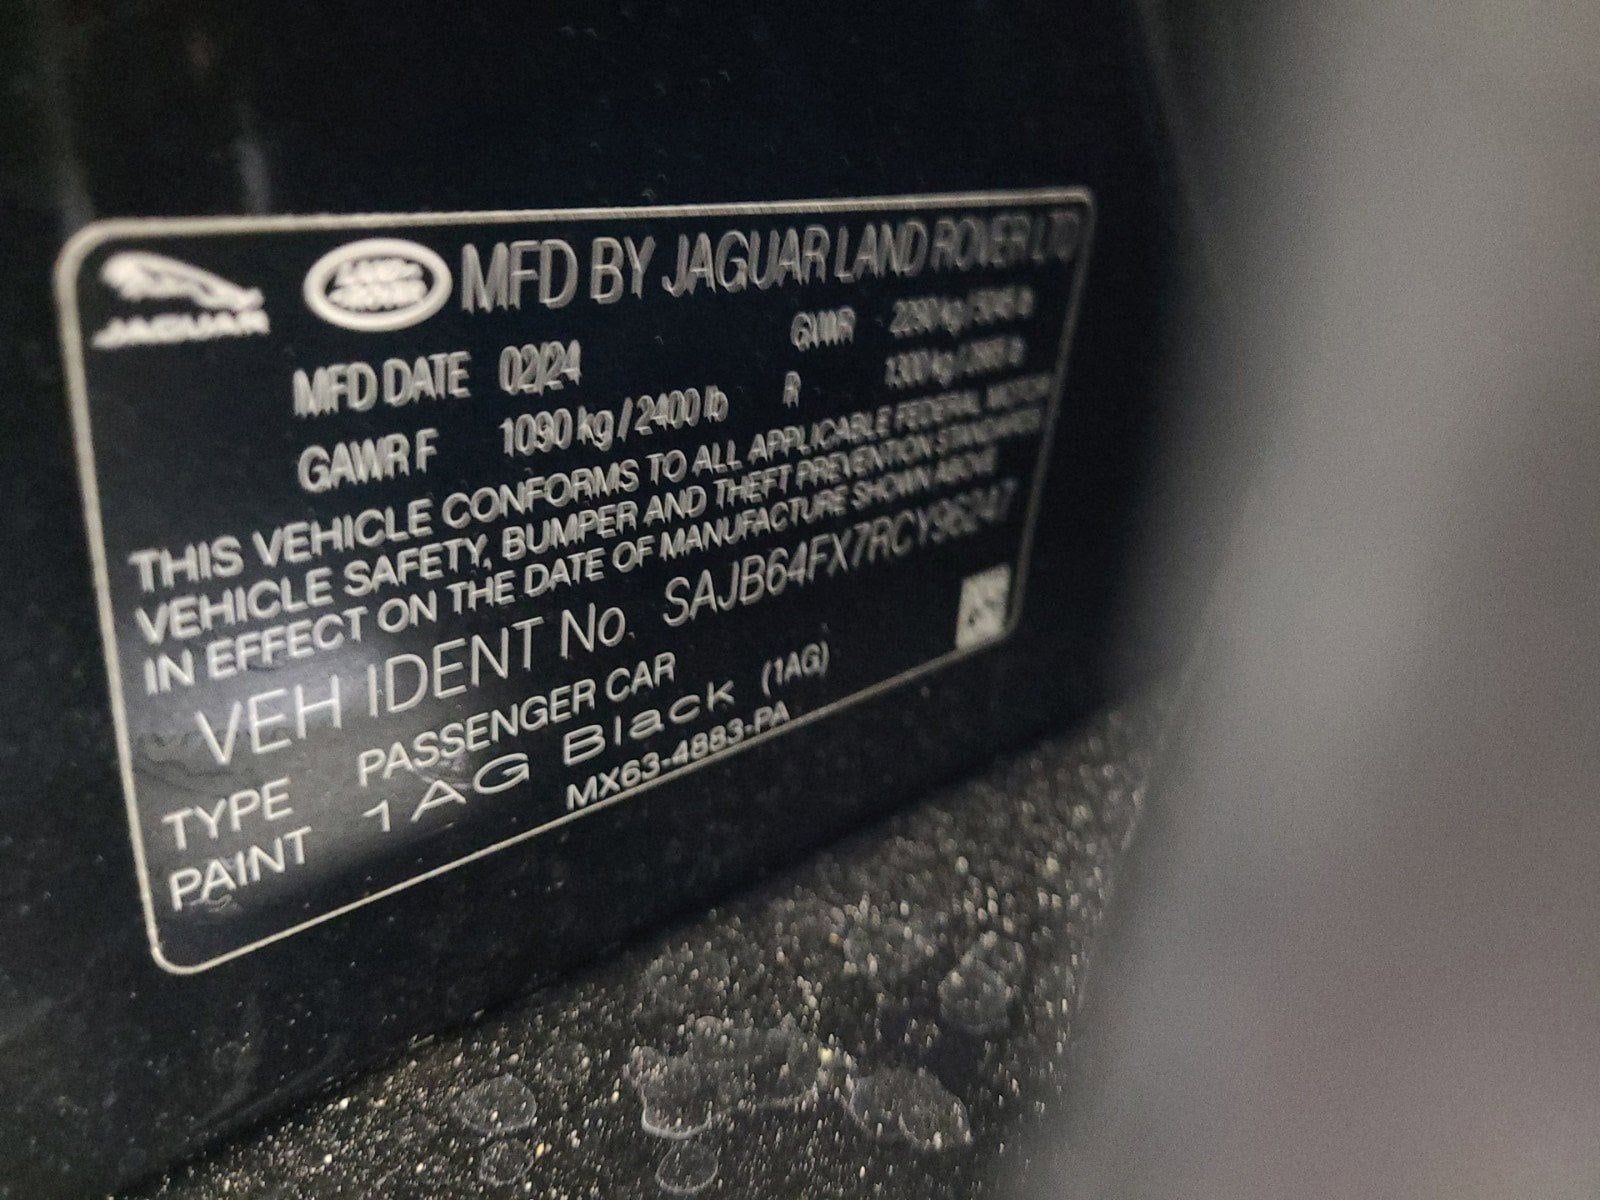 JAGUAR
LAND-
ROVER
MFD BY JAGUAR LAND ROVER LTD
MFD DATE 02/24 GVWR
GAWR F 1090 kg / 2400 lb R
THIS VEHICLE CONFORMS TO ALL APPLICABLE FEDERAL MOTOR
VEHICLE SAFETY, BUMPER AND THEFT PREVENTION STANDARDS
IN EFFECT ON THE DATE OF MANUFACTURE SHOWN ABOVE
VEH IDENT No. SAJB64FX7RCY96247
TYPE PASSENGER CAR
PAINT 1AG Black (1AG)
MX63-4883-PA